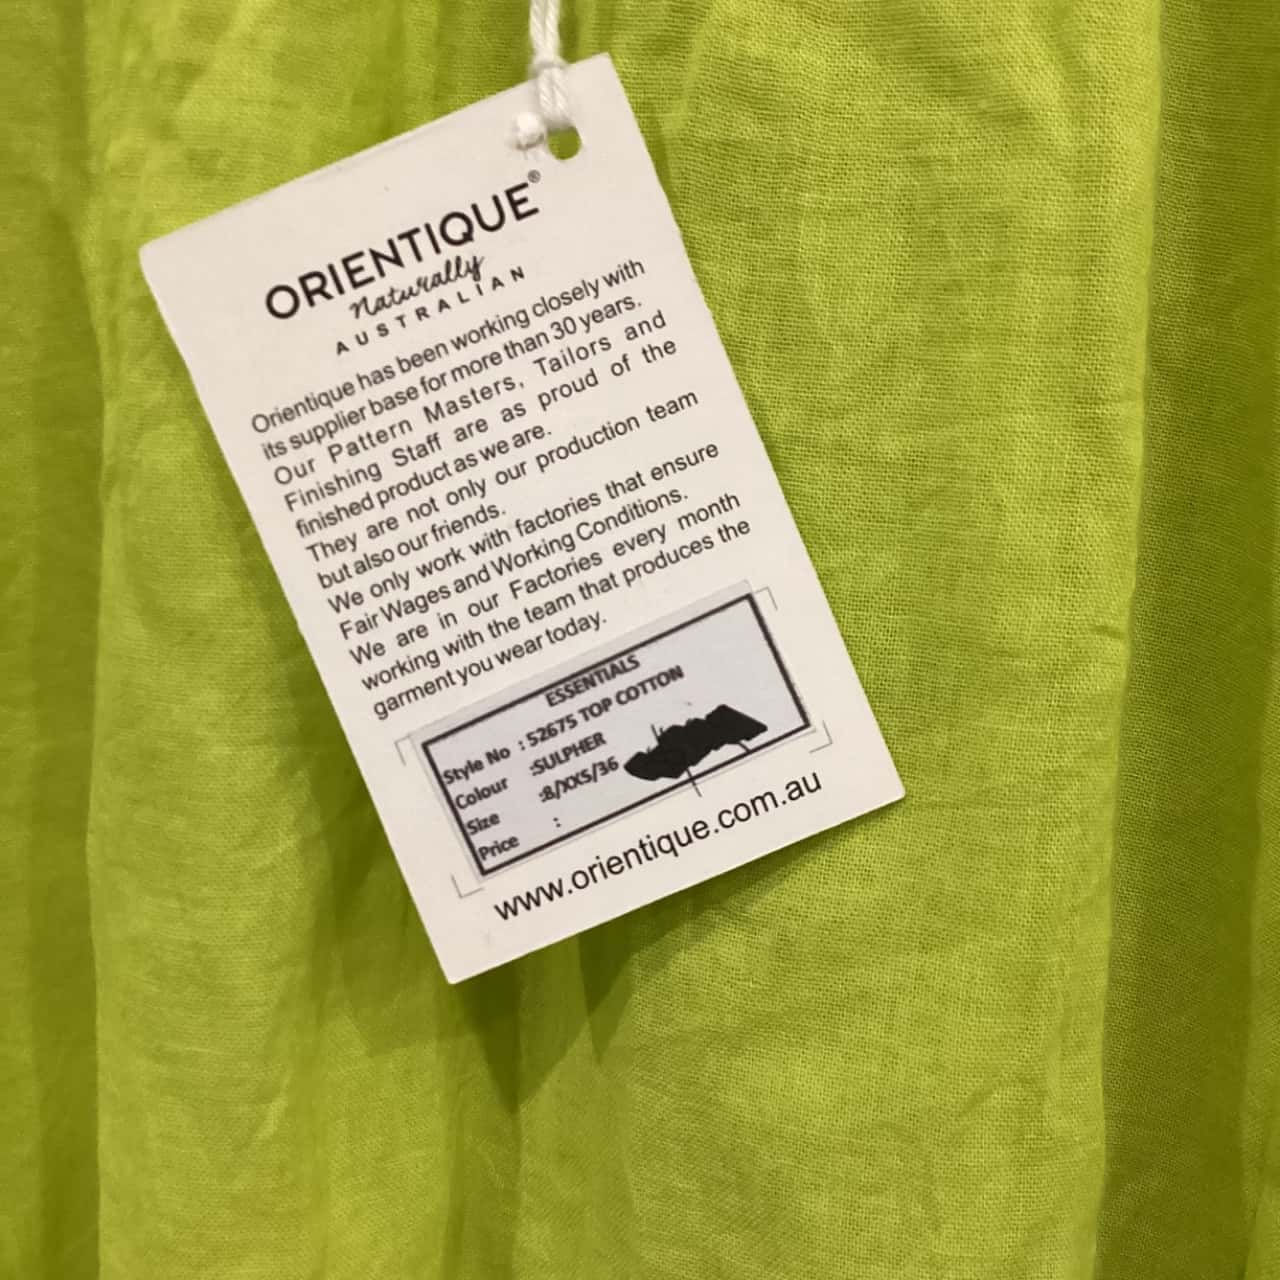 ORIENTIQUE®
Naturally
AUSTRALIAN
Orientique has been working closely with
its supplier base for more than 30 years.
Our Pattern Masters, Tailors and
Finishing Staff are as proud of the
finished product as we are.
They are not only our production team
but also our friends.
We only work with factories that ensure
Fair Wages and Working Conditions.
We are in our Factories every month
working with the team that produces the
garment you wear today.
ESSENTIALS
Style No : 52675 TOP COTTON
Colour :SULPHER
Size :8/XXS/36
Price :
www.orientique.com.au